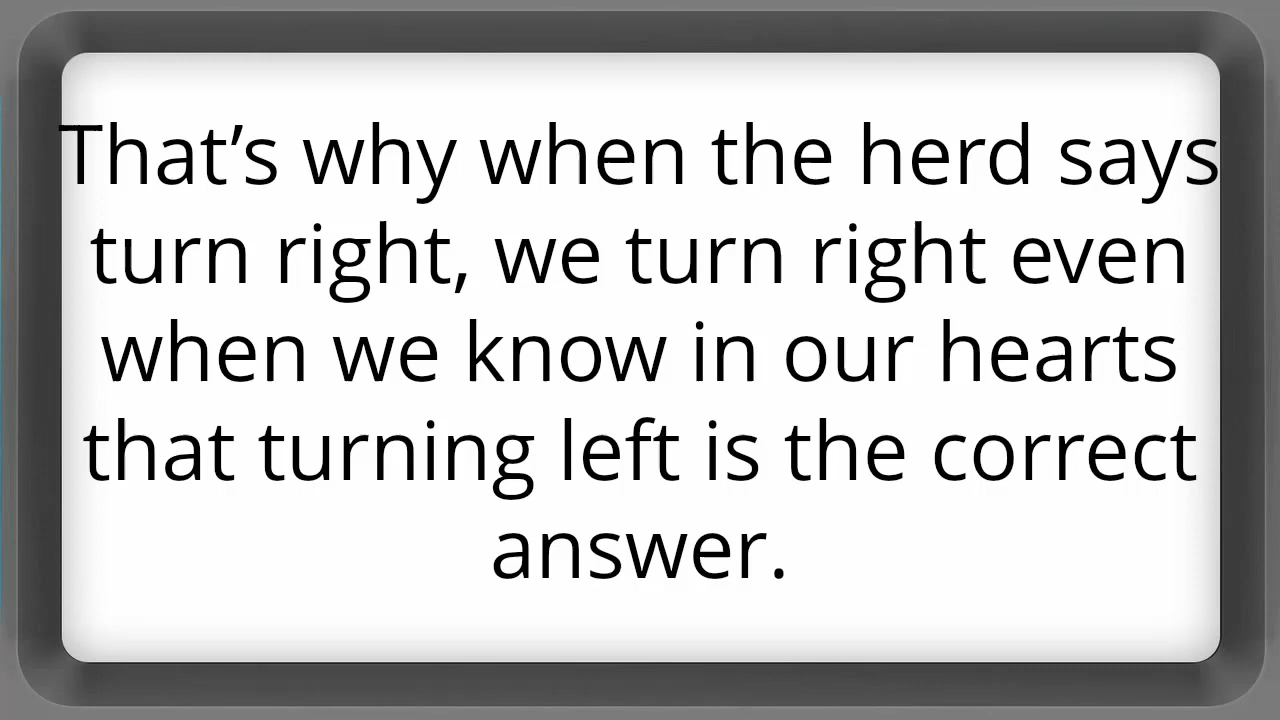 That’s why when the herd says
turn right, we turn right even
when we know in our hearts
that turning left is the correct
answer.